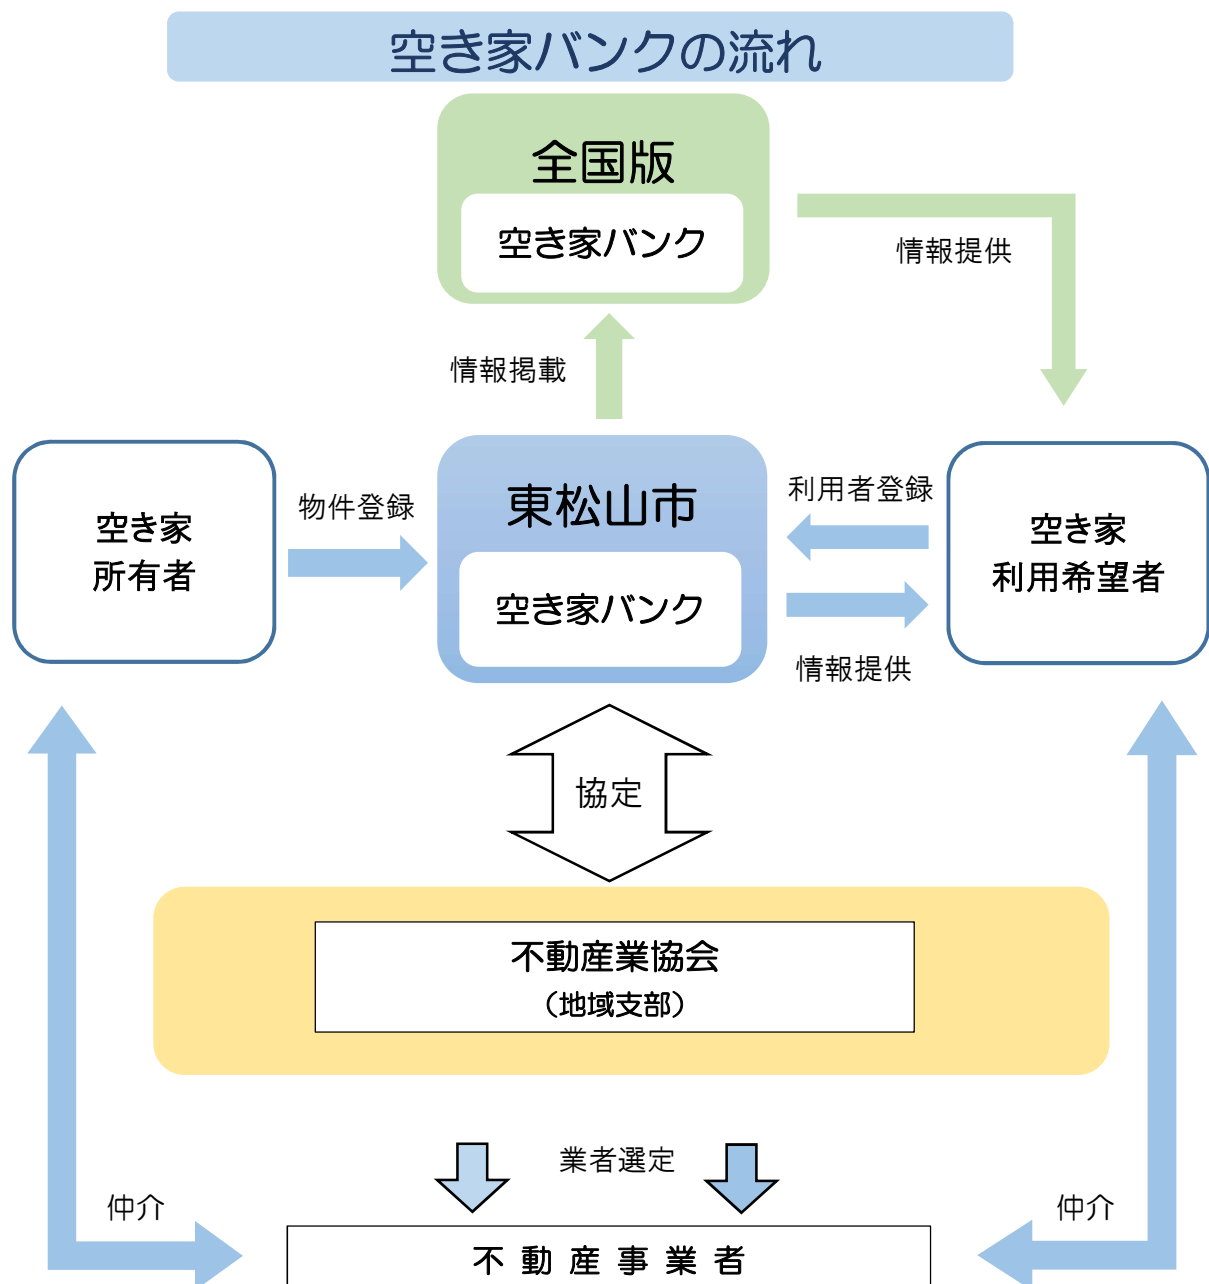 空き家バンクの流れ
全国版
空き家バンク
情報提供
情報掲載
空き家
所有者
物件登録
東松山市
空き家バンク
利用者登録
情報提供
空き家
利用希望者
協定
不動産業協会
（地域支部）
業者選定
仲介
仲介
不動産事業者